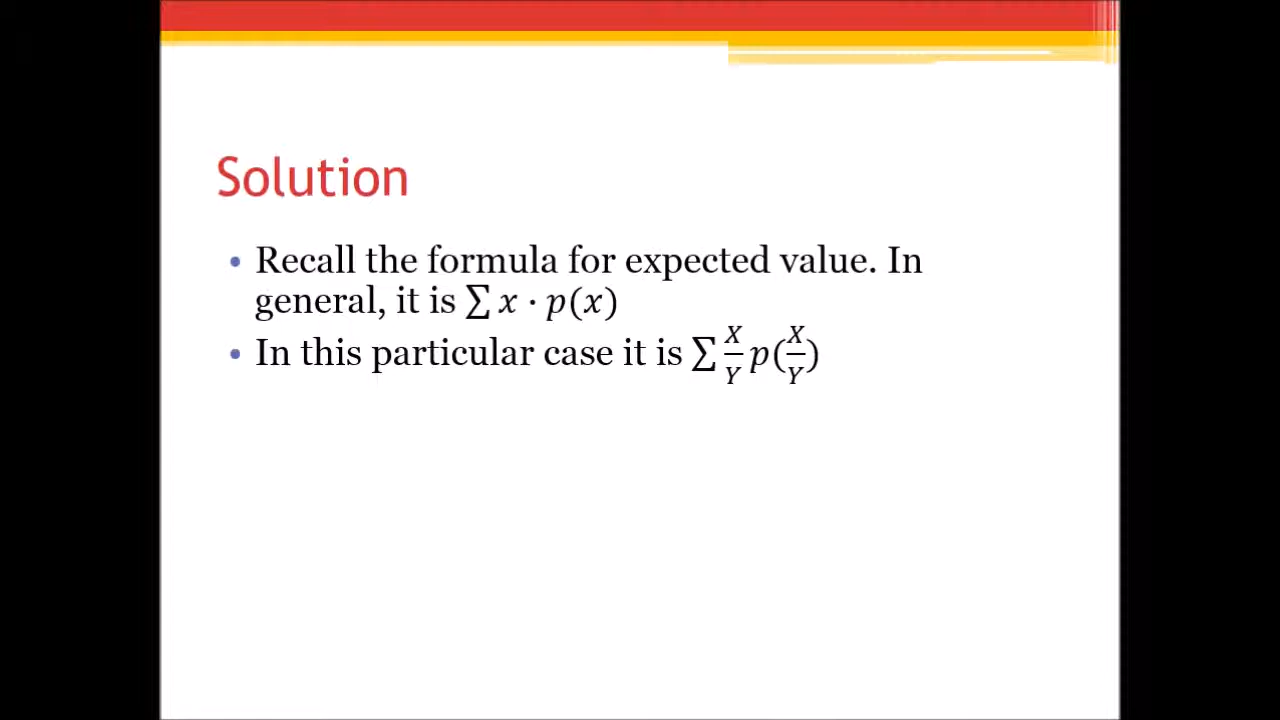 Solution
• Recall the formula for expected value. In
general, it is ∑ x · p(x)
• In this particular case it is ∑ X/Y p(X/Y)